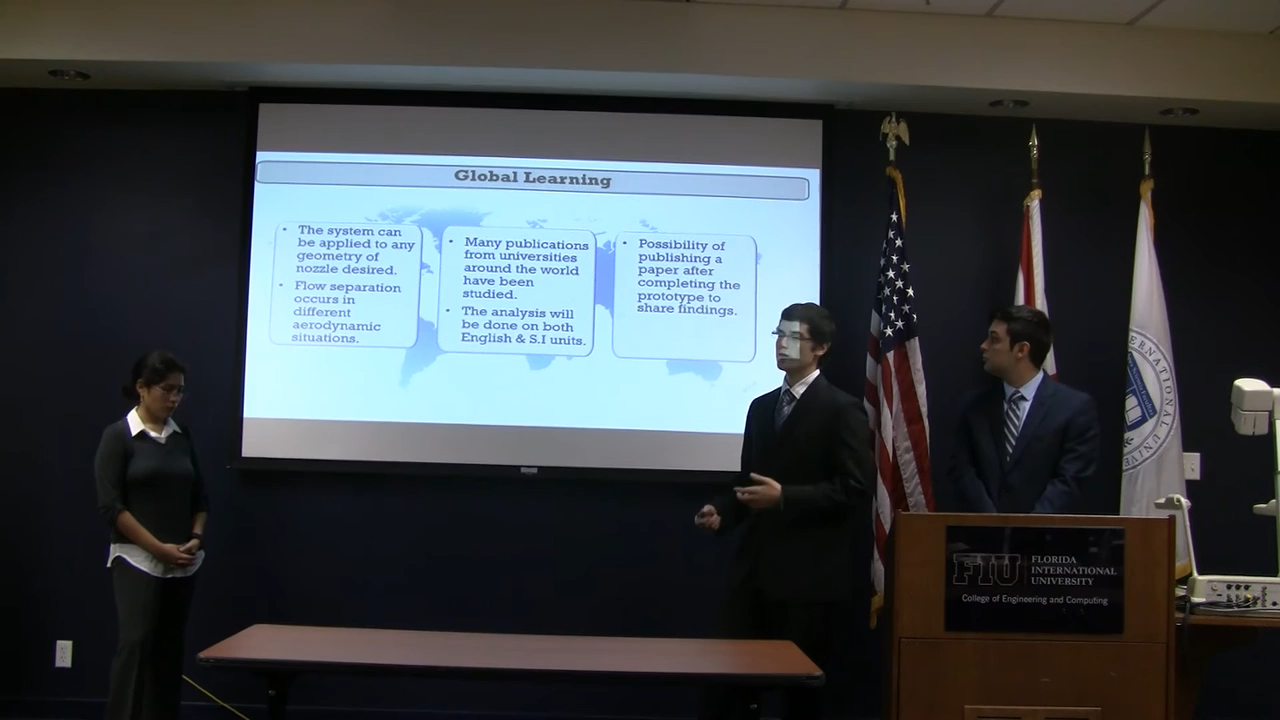 Global Learning
• The system can
be applied to any
geometry of
nozzle desired.
• Flow separation
occurs in
different
aerodynamic
situations.
• Many publications
from universities
around the world
have been
studied.
• The analysis will
be done on both
English & S.I units.
• Possibility of
publishing a
paper after
completing the
prototype to
share findings.
FIU
FLORIDA
INTERNATIONAL
UNIVERSITY
College of Engineering and Computing
ERNATIONAL UNIVE